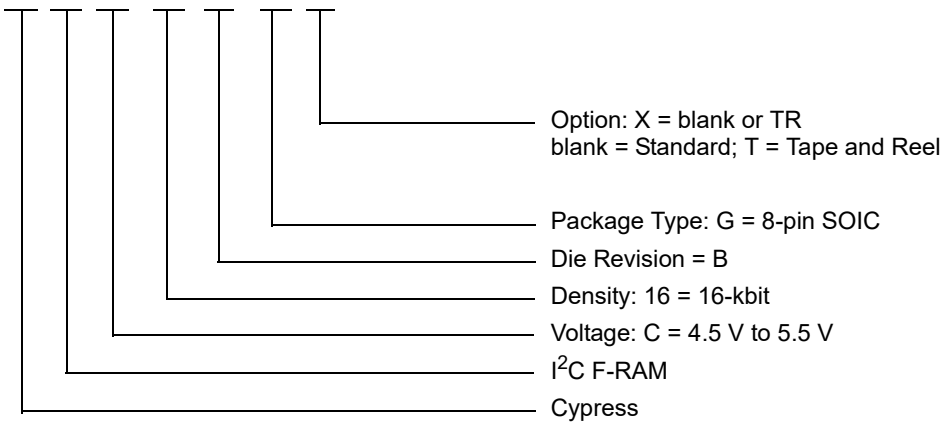 Option: X = blank or TR
blank = Standard; T = Tape and Reel
Package Type: G = 8-pin SOIC
Die Revision = B
Density: 16 = 16-kbit
Voltage: C = 4.5 V to 5.5 V
I²C F-RAM
Cypress